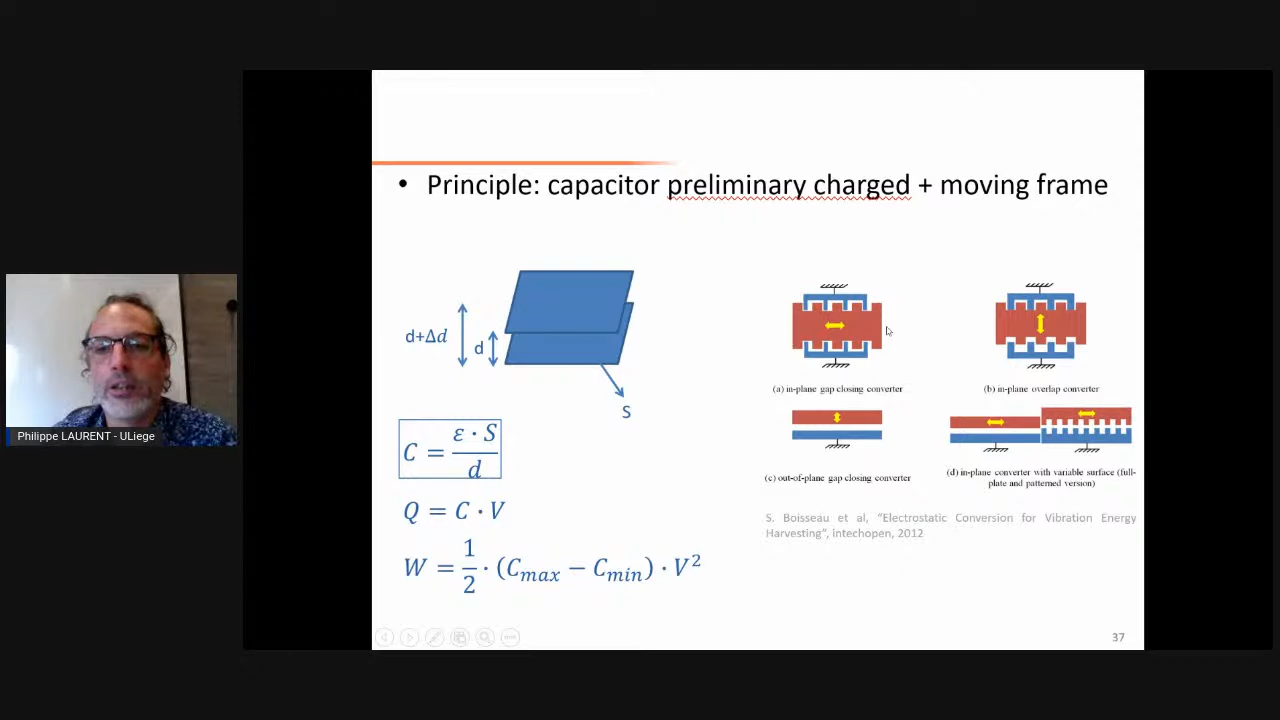 • Principle: capacitor preliminary charged + moving frame
d+Δd
d
S
C = ε · S / d
Q = C · V
W = 1/2 · (Cmax − Cmin) · V²
(a) in-plane gap closing converter
(b) in-plane overlap converter
(c) out-of-plane gap closing converter
(d) in-plane converter with variable surface (full-
plate and patterned version)
S. Boisseau et al, “Electrostatic Conversion for Vibration Energy
Harvesting”, intechopen, 2012
37
Philippe LAURENT - ULiege